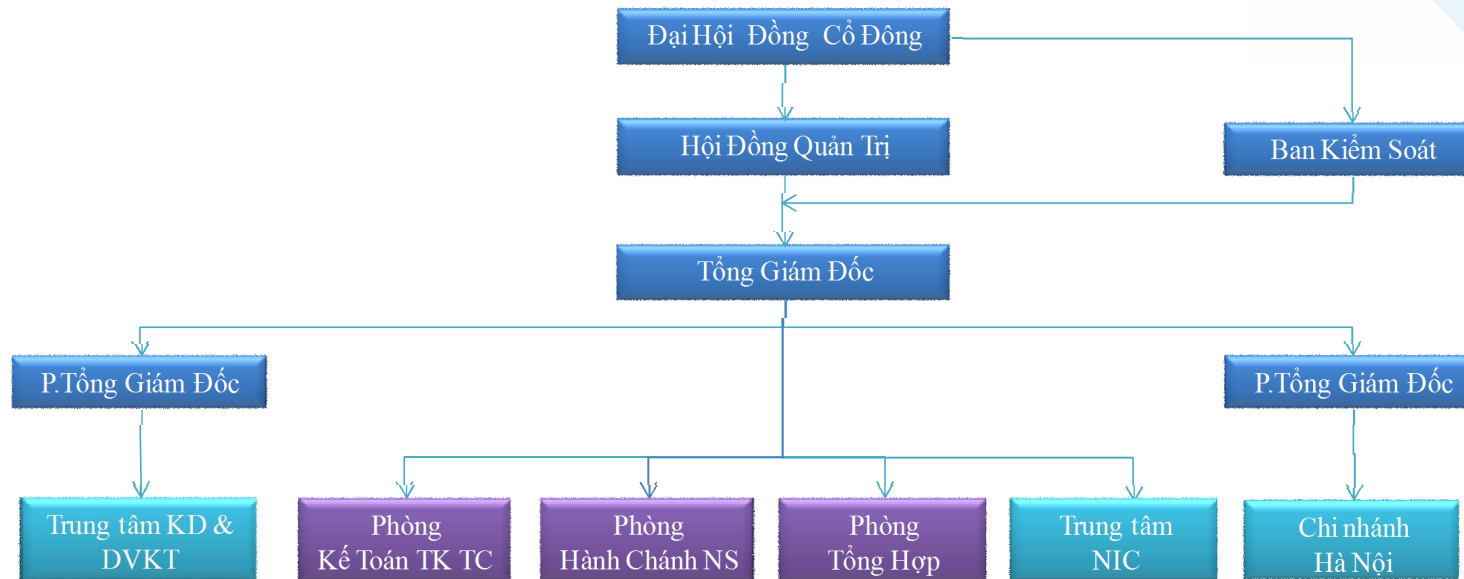 Đại Hội Đồng Cổ Đông
Hội Đồng Quản Trị
Ban Kiểm Soát
Tổng Giám Đốc
P.Tổng Giám Đốc
P.Tổng Giám Đốc
Trung tâm KD &
DVKT
Phòng
Kế Toán TK TC
Phòng
Hành Chánh NS
Phòng
Tổng Hợp
Trung tâm
NIC
Chi nhánh
Hà Nội